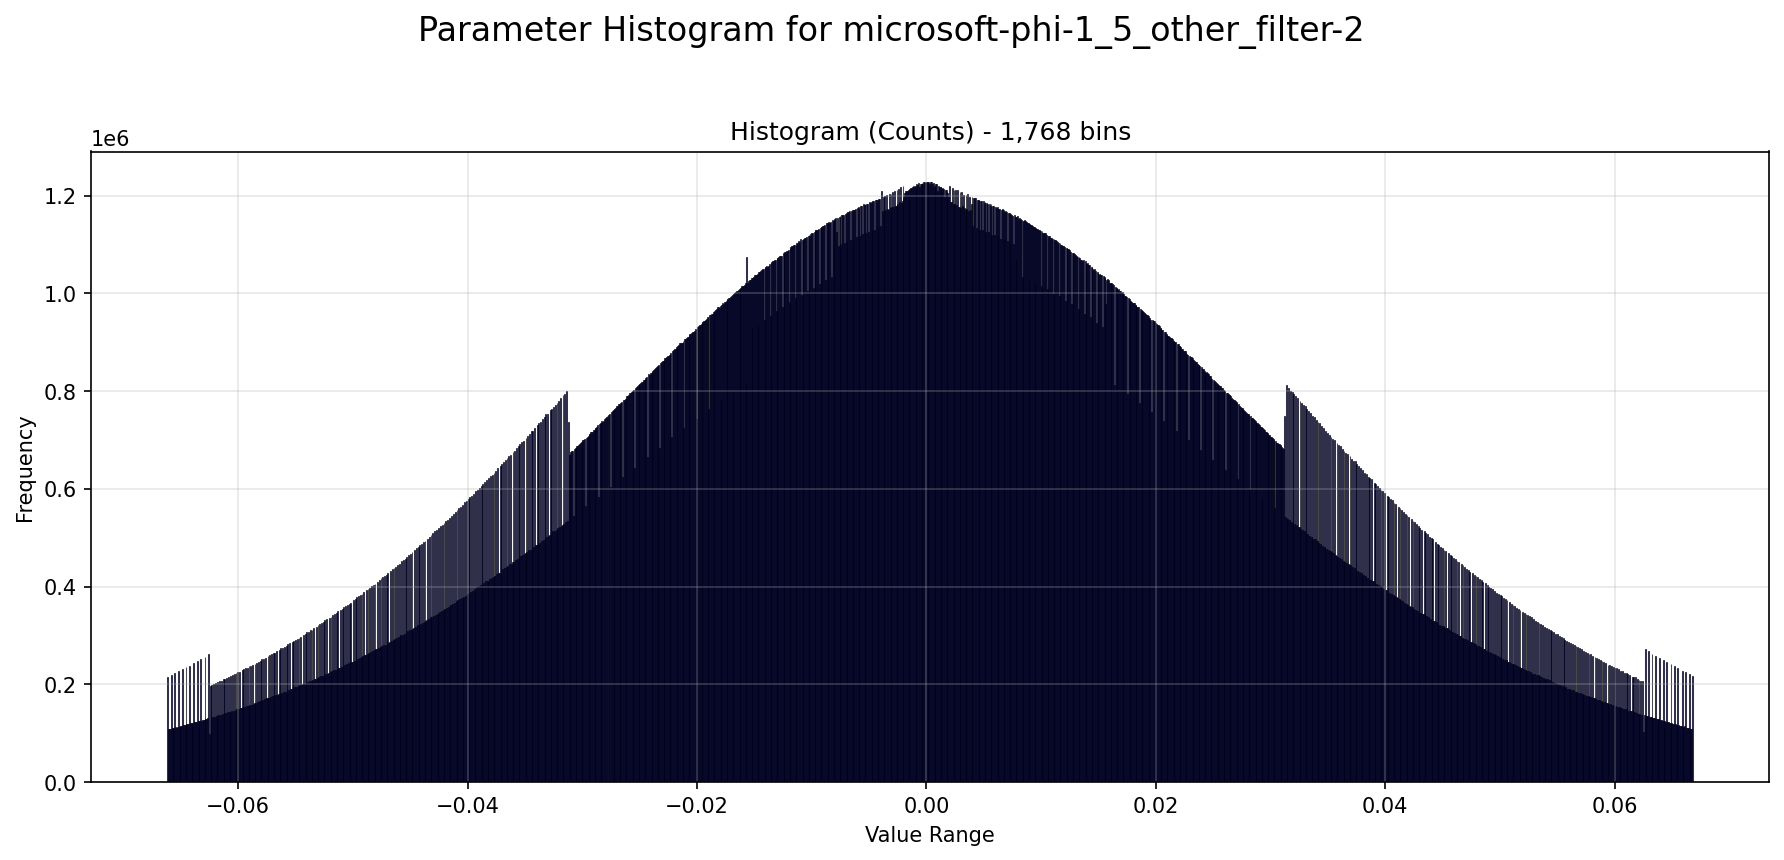 Parameter Histogram for microsoft-phi-1_5_other_filter-2
Histogram (Counts) - 1,768 bins
1e6
1.2
1.0
0.8
0.6
0.4
0.2
0.0
Frequency
−0.06
−0.04
−0.02
0.00
0.02
0.04
0.06
Value Range